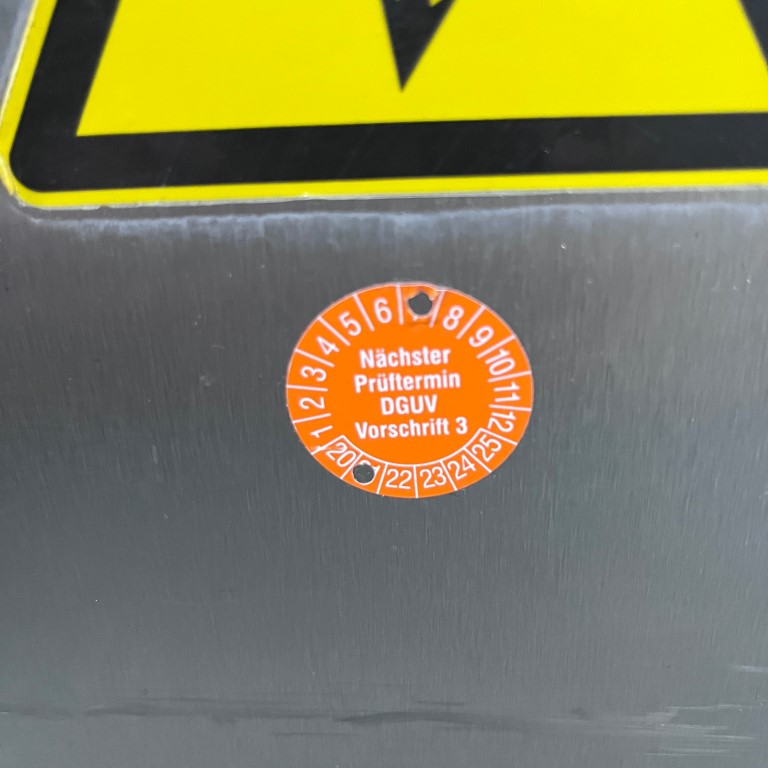 1 2 3 4 5 6 8 9 10 11 12
Nächster
Prüftermin
DGUV
Vorschrift 3
20 22 23 24 25